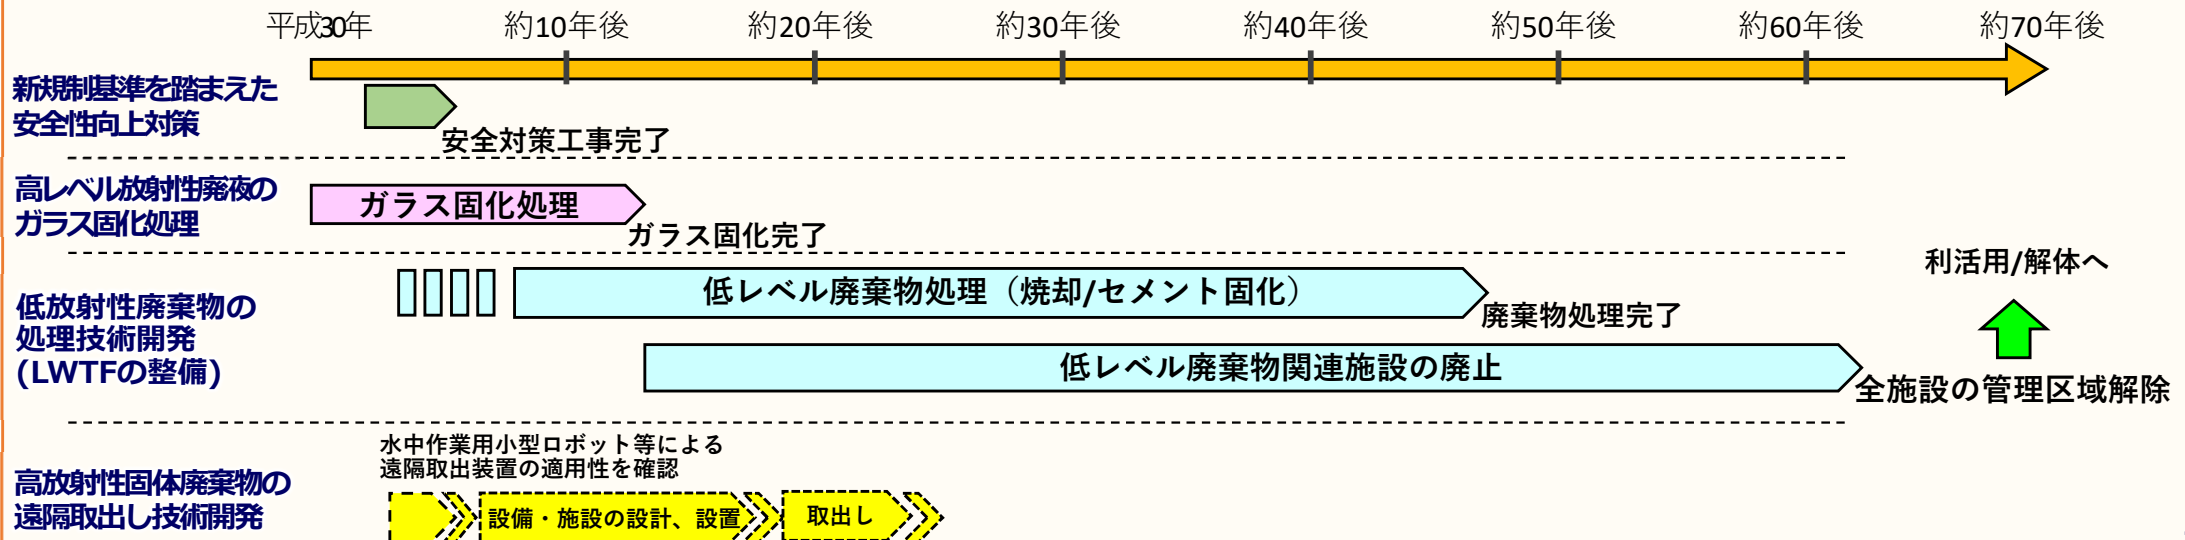 平成30年 約10年後 約20年後 約30年後 約40年後 約50年後 約60年後 約70年後
新規制基準を踏まえた
安全性向上対策
安全対策工事完了
高レベル放射性廃液の
ガラス固化処理
ガラス固化処理
ガラス固化完了
低放射性廃棄物の
処理技術開発
(LWTFの整備)
低レベル廃棄物処理（焼却/セメント固化）
廃棄物処理完了
低レベル廃棄物関連施設の廃止
利活用/解体へ
全施設の管理区域解除
高放射性固体廃棄物の
遠隔取出し技術開発
水中作業用小型ロボット等による
遠隔取出装置の適用性を確認
設備・施設の設計、設置
取出し